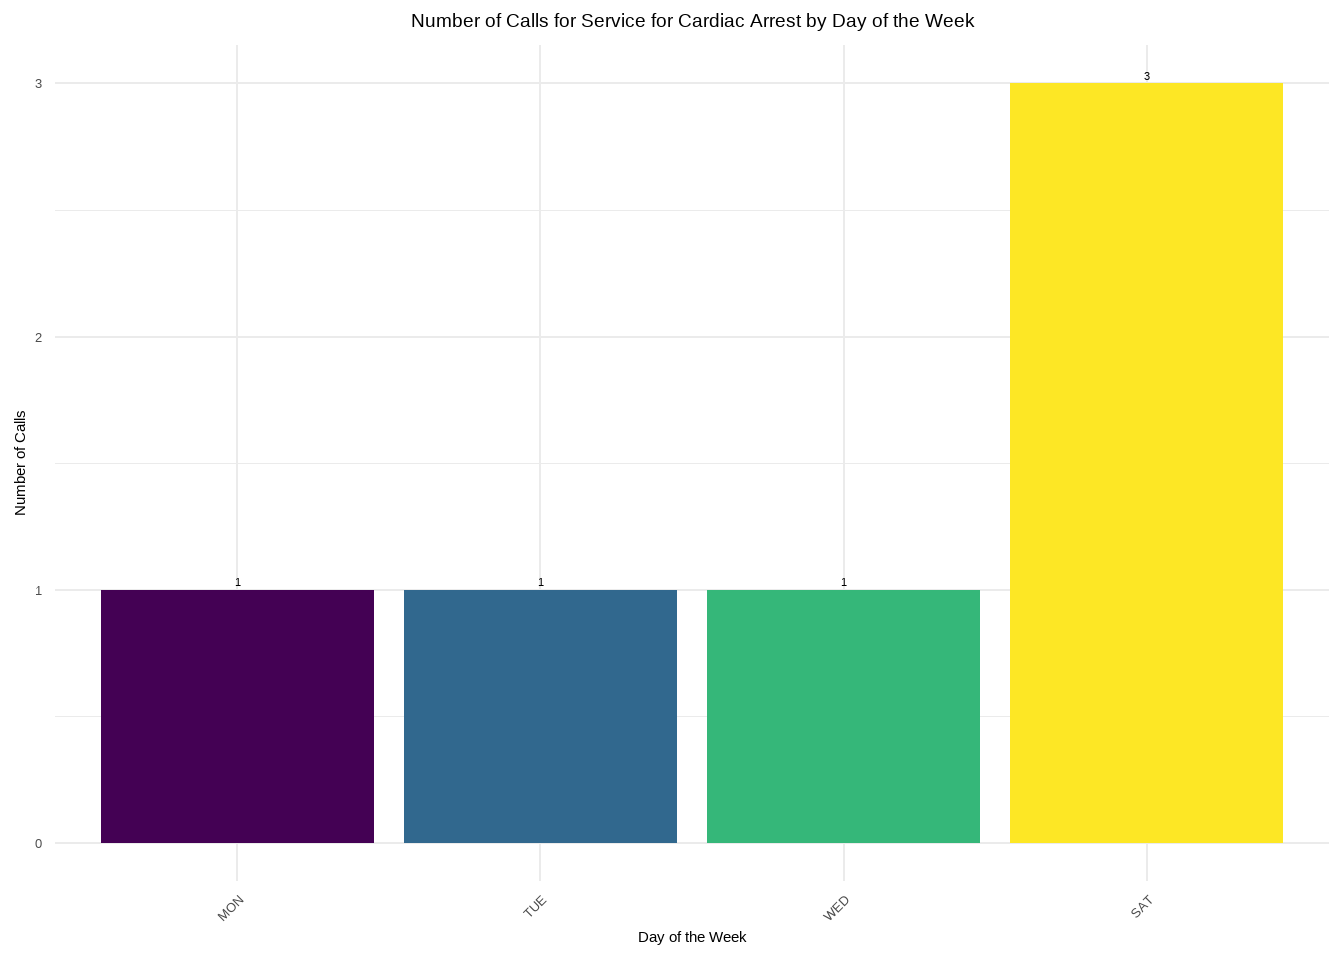 Number of Calls for Service for Cardiac Arrest by Day of the Week
3
3
2
Number of Calls
1
1
1
1
0
MON
TUE
WED
SAT
Day of the Week